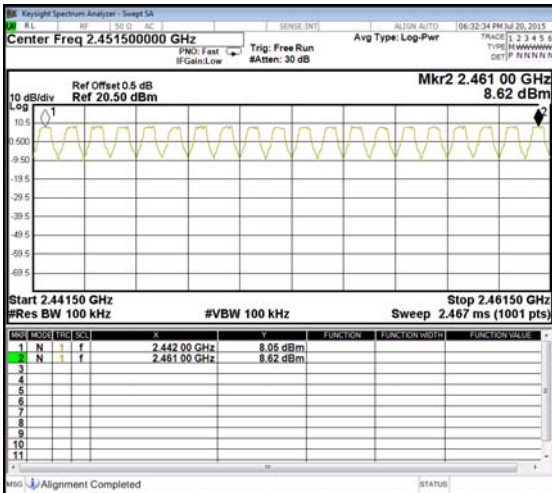 Keysight Spectrum Analyzer - Swept SA
RL RF 50 Ω AC SENSE:INT ALIGN AUTO 06:32:34 PM Jul 20, 2015
Center Freq 2.451500000 GHz
PNO: Fast
IFGain:Low
Trig: Free Run
#Atten: 30 dB
Avg Type: Log-Pwr
TRACE 1 2 3 4 5 6
TYPE M WWWWW
DET P N N N N N
Ref Offset 0.5 dB
Ref 20.50 dBm
10 dB/div
Log
Mkr2 2.461 00 GHz
8.62 dBm
1
2
10.5
0.500
-9.50
-19.5
-29.5
-39.5
-49.5
-59.5
-69.5
Start 2.44150 GHz
Stop 2.46150 GHz
#Res BW 100 kHz
#VBW 100 kHz
Sweep 2.467 ms (1001 pts)
MKR MODE TRC SCL X Y FUNCTION FUNCTION WIDTH FUNCTION VALUE
1 N 1 f 2.442 00 GHz 8.05 dBm
2 N 1 f 2.461 00 GHz 8.62 dBm
3
4
5
6
7
8
9
10
11
MSG Alignment Completed STATUS